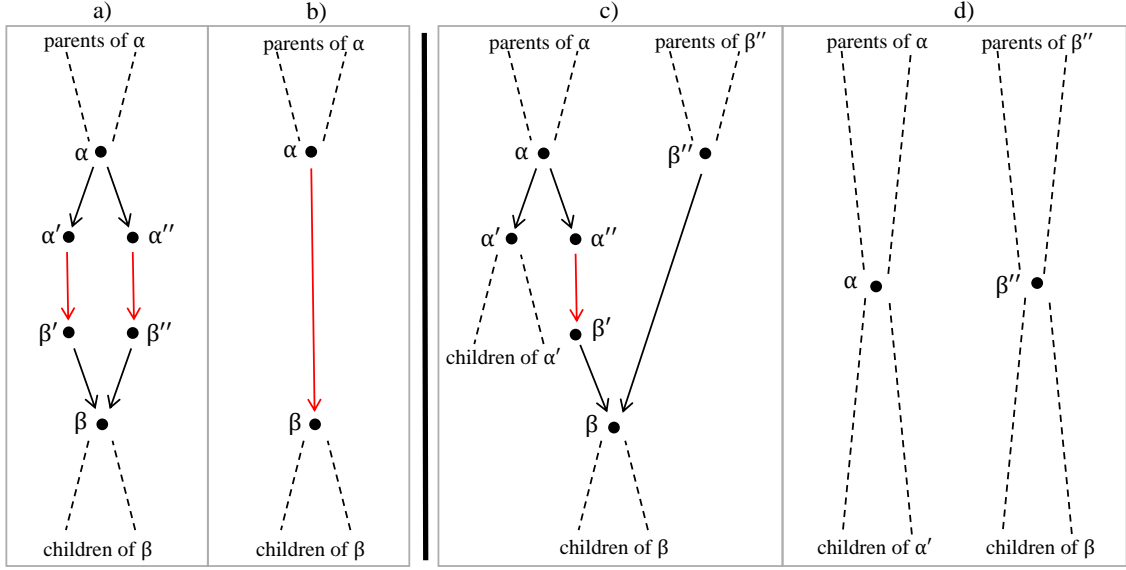 a)
b)
c)
d)
parents of α
α
α′ α″
β′ β″
β
children of β
parents of α
α
β
children of β
parents of α parents of β″
α β″
α′ α″
β′
children of α′
β
children of β
parents of α parents of β″
α β″
children of α′ children of β